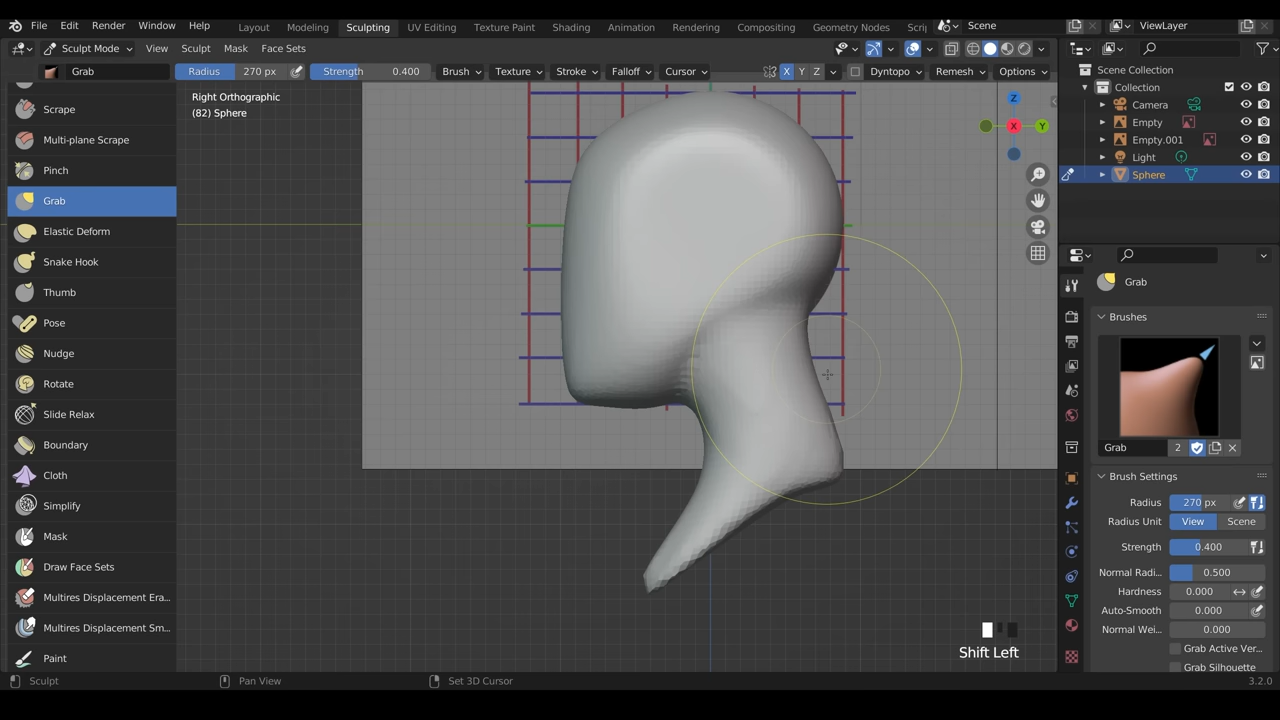 File Edit Render Window Help Layout Modeling Sculpting UV Editing Texture Paint Shading Animation Rendering Compositing Geometry Nodes Scrip Scene ViewLayer
Sculpt Mode View Sculpt Mask Face Sets
Grab Radius 270 px Strength 0.400 Brush Texture Stroke Falloff Cursor X Y Z Dyntopo Remesh Options
Right Orthographic
(82) Sphere
Scrape
Multi-plane Scrape
Pinch
Grab
Elastic Deform
Snake Hook
Thumb
Pose
Nudge
Rotate
Slide Relax
Boundary
Cloth
Simplify
Mask
Draw Face Sets
Multires Displacement Era...
Multires Displacement Sm...
Paint
Z
X
Y
Shift Left
Scene Collection
Collection
Camera
Empty
Empty.001
Light
Sphere
Grab
Brushes
Grab 2
Brush Settings
Radius 270 px
Radius Unit View Scene
Strength 0.400
Normal Radi... 0.500
Hardness 0.000
Auto-Smooth 0.000
Normal Wei... 0.000
Grab Active Ver...
Grab Silhouette
Sculpt Pan View Set 3D Cursor 3.2.0